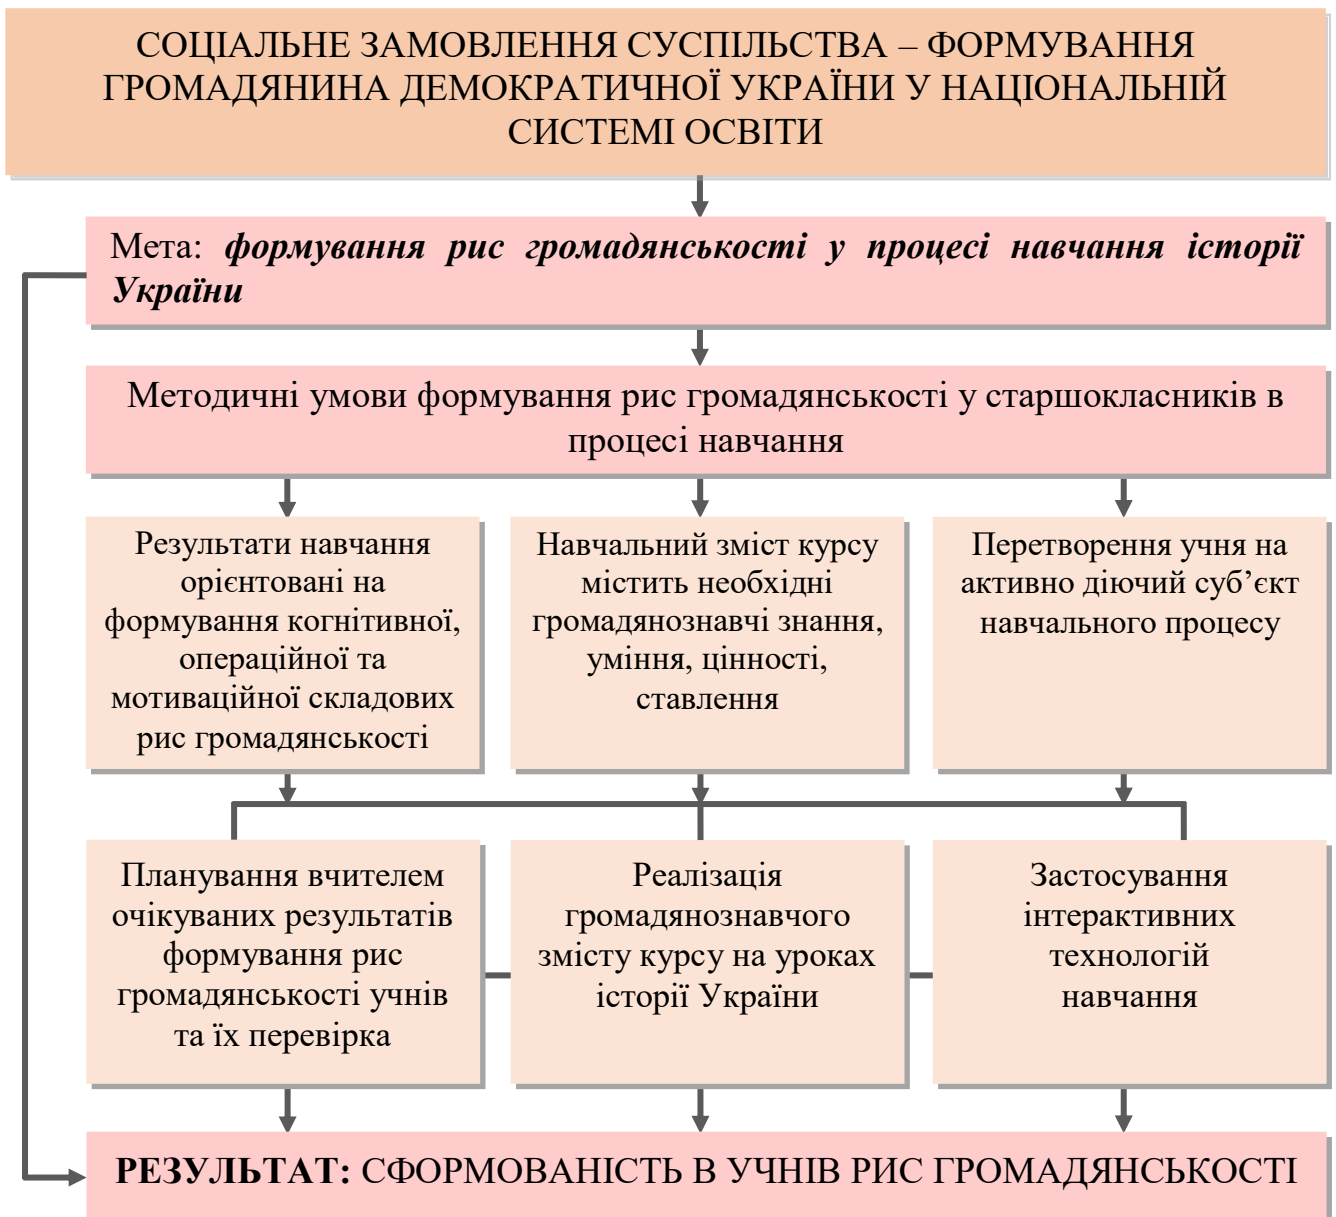 СОЦІАЛЬНЕ ЗАМОВЛЕННЯ СУСПІЛЬСТВА – ФОРМУВАННЯ
ГРОМАДЯНИНА ДЕМОКРАТИЧНОЇ УКРАЇНИ У НАЦІОНАЛЬНІЙ
СИСТЕМІ ОСВІТИ
Мета: формування рис громадянськості у процесі навчання історії
України
Методичні умови формування рис громадянськості у старшокласників в
процесі навчання
Результати навчання
орієнтовані на
формування когнітивної,
операційної та
мотиваційної складових
рис громадянськості
Навчальний зміст курсу
містить необхідні
громадянознавчі знання,
уміння, цінності,
ставлення
Перетворення учня на
активно діючий суб’єкт
навчального процесу
Планування вчителем
очікуваних результатів
формування рис
громадянськості учнів
та їх перевірка
Реалізація
громадянознавчого
змісту курсу на уроках
історії України
Застосування
інтерактивних
технологій
навчання
РЕЗУЛЬТАТ: СФОРМОВАНІСТЬ В УЧНІВ РИС ГРОМАДЯНСЬКОСТІ